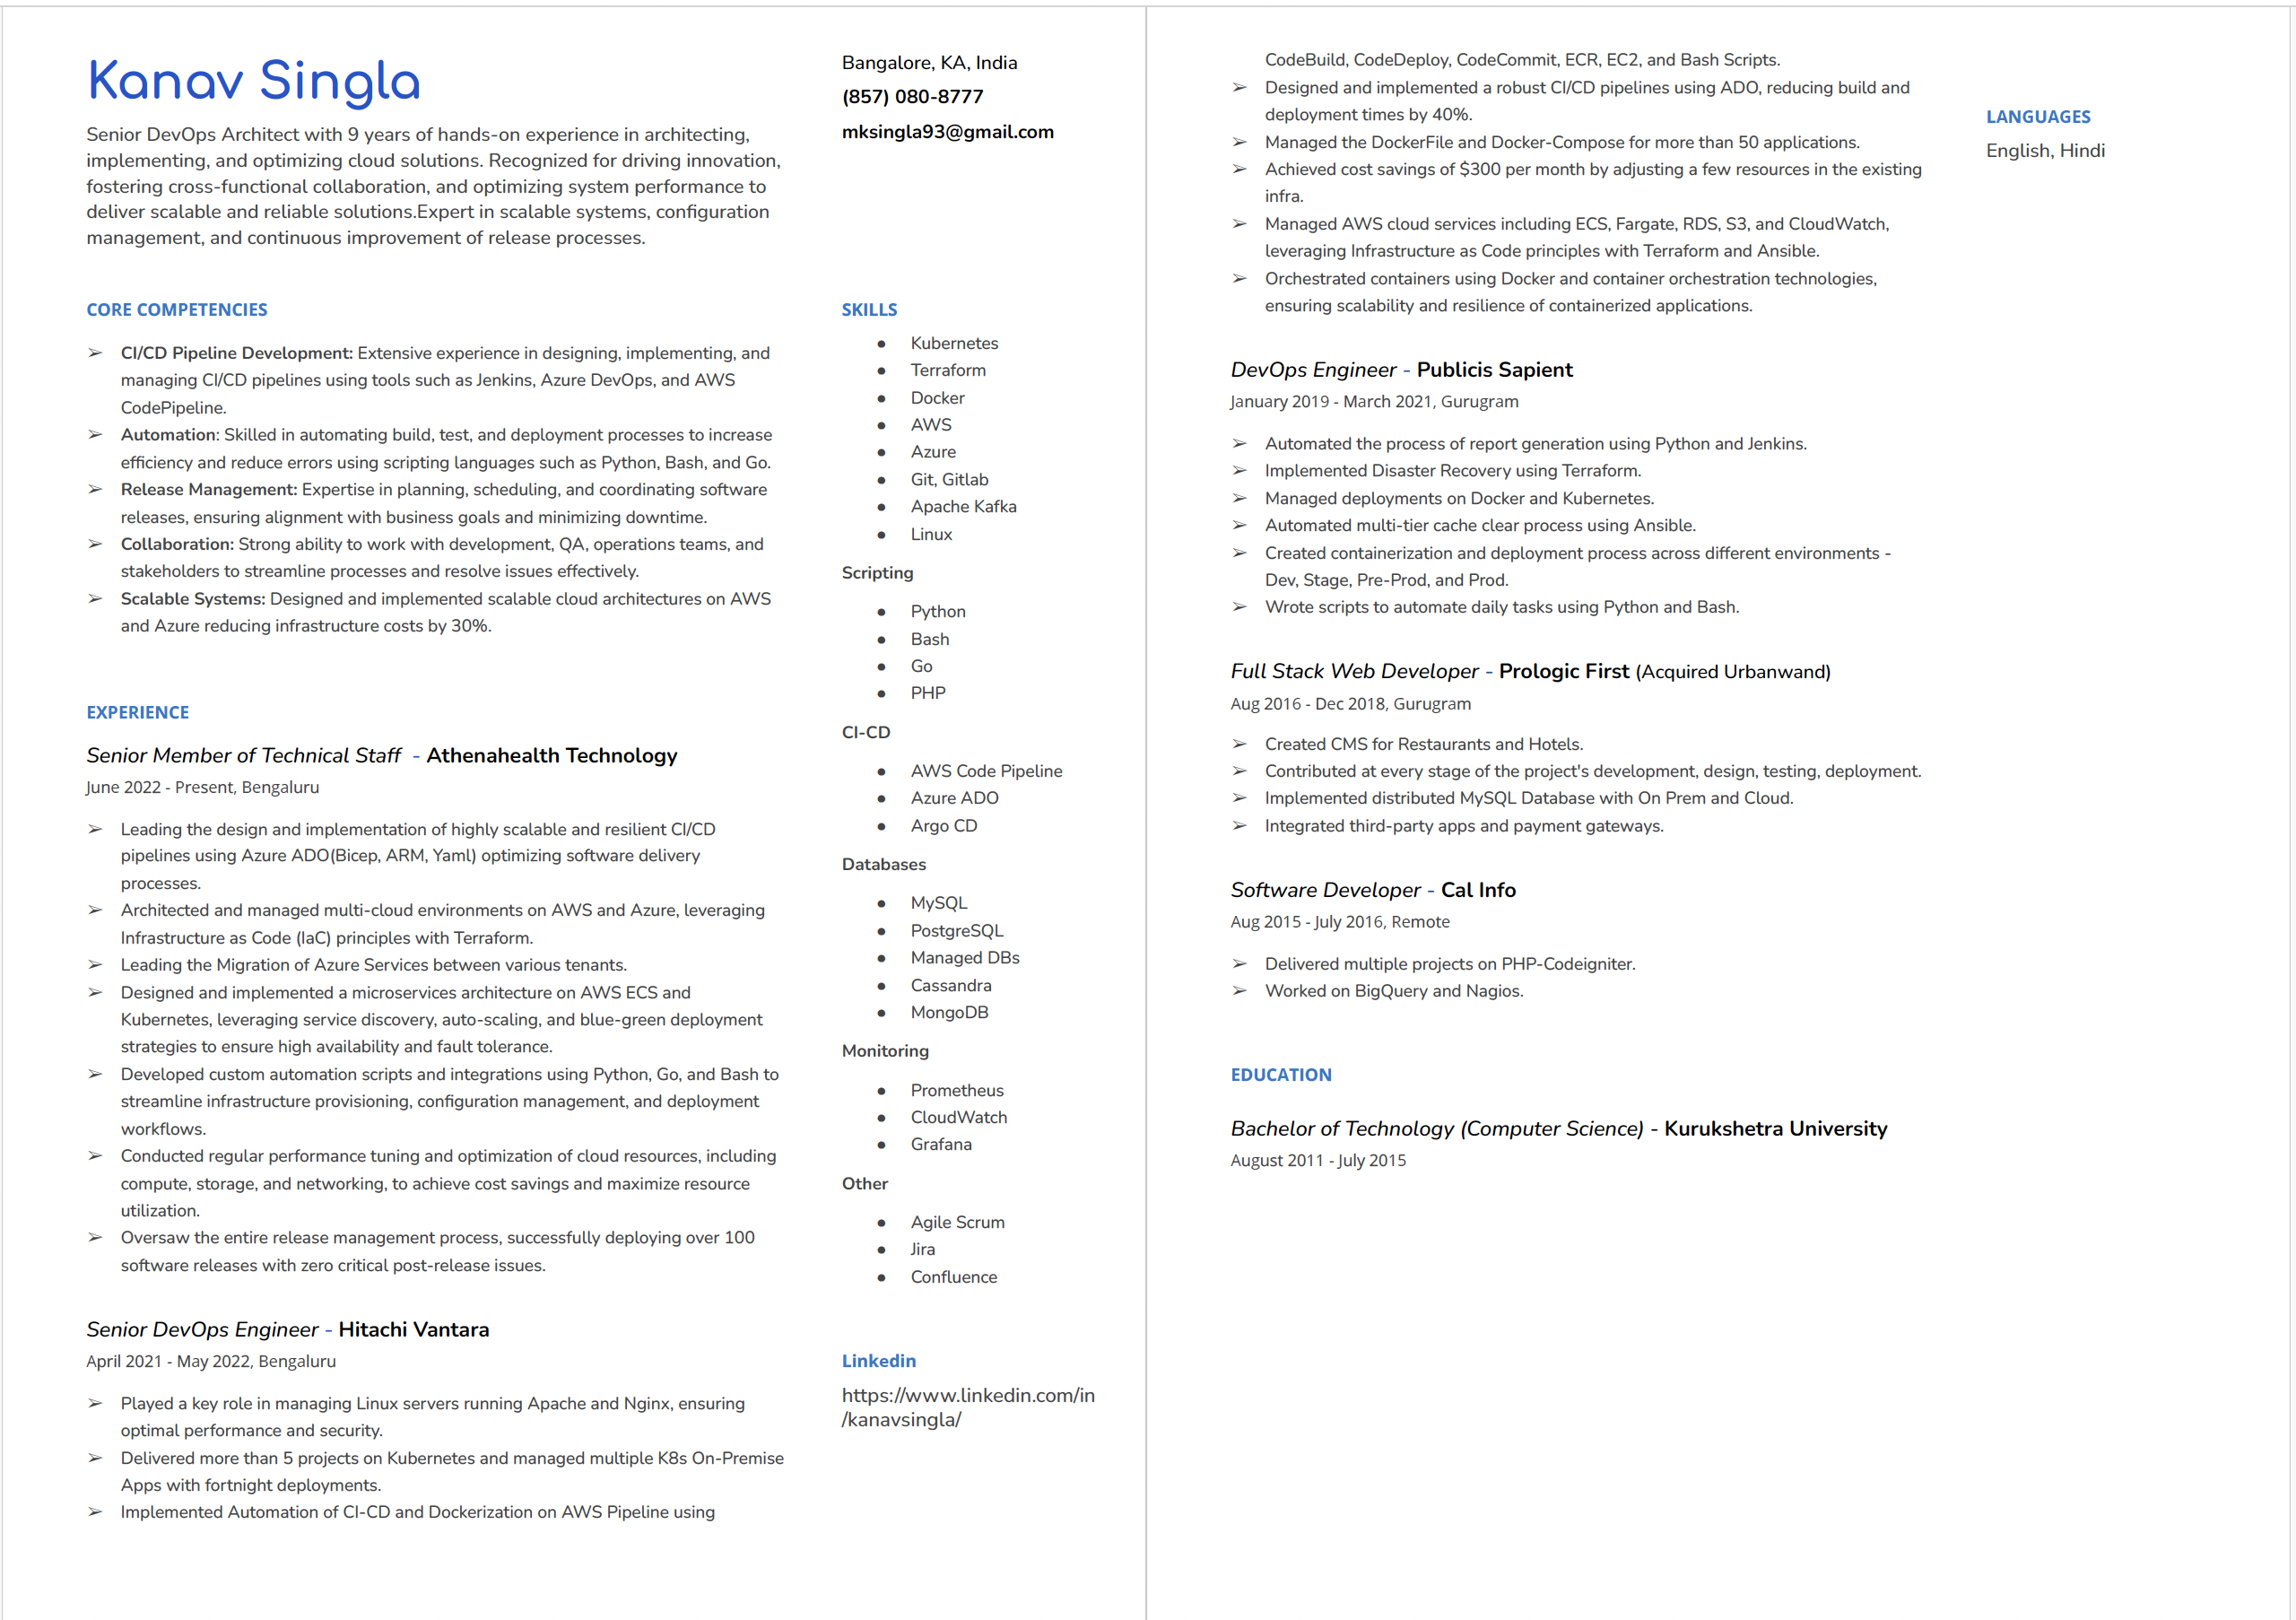 Kanav Singla
Senior DevOps Architect with 9 years of hands-on experience in architecting,
implementing, and optimizing cloud solutions. Recognized for driving innovation,
fostering cross-functional collaboration, and optimizing system performance to
deliver scalable and reliable solutions.Expert in scalable systems, configuration
management, and continuous improvement of release processes.
Bangalore, KA, India
(857) 080-8777
mksingla93@gmail.com
CORE COMPETENCIES
➢ CI/CD Pipeline Development: Extensive experience in designing, implementing, and
managing CI/CD pipelines using tools such as Jenkins, Azure DevOps, and AWS
CodePipeline.
➢ Automation: Skilled in automating build, test, and deployment processes to increase
efficiency and reduce errors using scripting languages such as Python, Bash, and Go.
➢ Release Management: Expertise in planning, scheduling, and coordinating software
releases, ensuring alignment with business goals and minimizing downtime.
➢ Collaboration: Strong ability to work with development, QA, operations teams, and
stakeholders to streamline processes and resolve issues effectively.
➢ Scalable Systems: Designed and implemented scalable cloud architectures on AWS
and Azure reducing infrastructure costs by 30%.
EXPERIENCE
Senior Member of Technical Staff - Athenahealth Technology
June 2022 - Present, Bengaluru
➢ Leading the design and implementation of highly scalable and resilient CI/CD
pipelines using Azure ADO(Bicep, ARM, Yaml) optimizing software delivery
processes.
➢ Architected and managed multi-cloud environments on AWS and Azure, leveraging
Infrastructure as Code (IaC) principles with Terraform.
➢ Leading the Migration of Azure Services between various tenants.
➢ Designed and implemented a microservices architecture on AWS ECS and
Kubernetes, leveraging service discovery, auto-scaling, and blue-green deployment
strategies to ensure high availability and fault tolerance.
➢ Developed custom automation scripts and integrations using Python, Go, and Bash to
streamline infrastructure provisioning, configuration management, and deployment
workflows.
➢ Conducted regular performance tuning and optimization of cloud resources, including
compute, storage, and networking, to achieve cost savings and maximize resource
utilization.
➢ Oversaw the entire release management process, successfully deploying over 100
software releases with zero critical post-release issues.
Senior DevOps Engineer - Hitachi Vantara
April 2021 - May 2022, Bengaluru
➢ Played a key role in managing Linux servers running Apache and Nginx, ensuring
optimal performance and security.
➢ Delivered more than 5 projects on Kubernetes and managed multiple K8s On-Premise
Apps with fortnight deployments.
➢ Implemented Automation of CI-CD and Dockerization on AWS Pipeline using
SKILLS
● Kubernetes
● Terraform
● Docker
● AWS
● Azure
● Git, Gitlab
● Apache Kafka
● Linux
Scripting
● Python
● Bash
● Go
● PHP
CI-CD
● AWS Code Pipeline
● Azure ADO
● Argo CD
Databases
● MySQL
● PostgreSQL
● Managed DBs
● Cassandra
● MongoDB
Monitoring
● Prometheus
● CloudWatch
● Grafana
Other
● Agile Scrum
● Jira
● Confluence
Linkedin
https://www.linkedin.com/in
/kanavsingla/
CodeBuild, CodeDeploy, CodeCommit, ECR, EC2, and Bash Scripts.
➢ Designed and implemented a robust CI/CD pipelines using ADO, reducing build and
deployment times by 40%.
➢ Managed the DockerFile and Docker-Compose for more than 50 applications.
➢ Achieved cost savings of $300 per month by adjusting a few resources in the existing
infra.
➢ Managed AWS cloud services including ECS, Fargate, RDS, S3, and CloudWatch,
leveraging Infrastructure as Code principles with Terraform and Ansible.
➢ Orchestrated containers using Docker and container orchestration technologies,
ensuring scalability and resilience of containerized applications.
DevOps Engineer - Publicis Sapient
January 2019 - March 2021, Gurugram
➢ Automated the process of report generation using Python and Jenkins.
➢ Implemented Disaster Recovery using Terraform.
➢ Managed deployments on Docker and Kubernetes.
➢ Automated multi-tier cache clear process using Ansible.
➢ Created containerization and deployment process across different environments -
Dev, Stage, Pre-Prod, and Prod.
➢ Wrote scripts to automate daily tasks using Python and Bash.
Full Stack Web Developer - Prologic First (Acquired Urbanwand)
Aug 2016 - Dec 2018, Gurugram
➢ Created CMS for Restaurants and Hotels.
➢ Contributed at every stage of the project's development, design, testing, deployment.
➢ Implemented distributed MySQL Database with On Prem and Cloud.
➢ Integrated third-party apps and payment gateways.
Software Developer - Cal Info
Aug 2015 - July 2016, Remote
➢ Delivered multiple projects on PHP-Codeigniter.
➢ Worked on BigQuery and Nagios.
EDUCATION
Bachelor of Technology (Computer Science) - Kurukshetra University
August 2011 - July 2015
LANGUAGES
English, Hindi